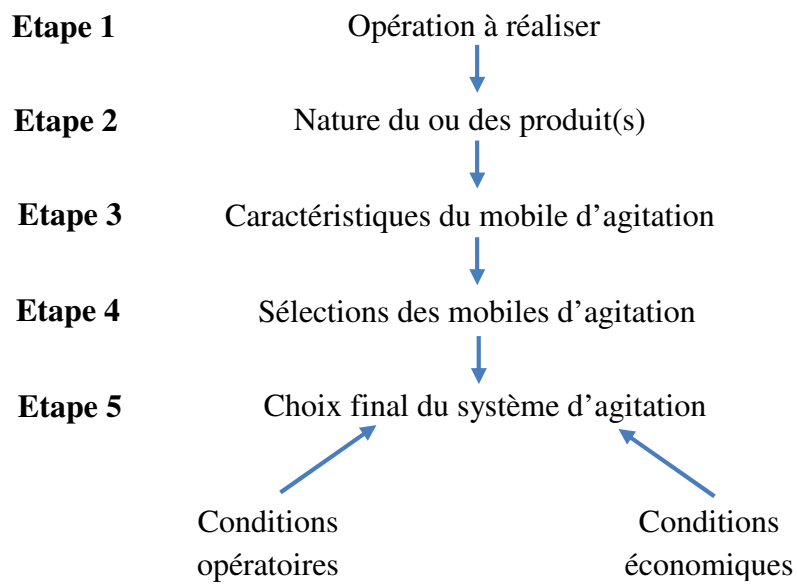 Etape 1 Opération à réaliser
Etape 2 Nature du ou des produit(s)
Etape 3 Caractéristiques du mobile d’agitation
Etape 4 Sélections des mobiles d’agitation
Etape 5 Choix final du système d’agitation
Conditions opératoires
Conditions économiques